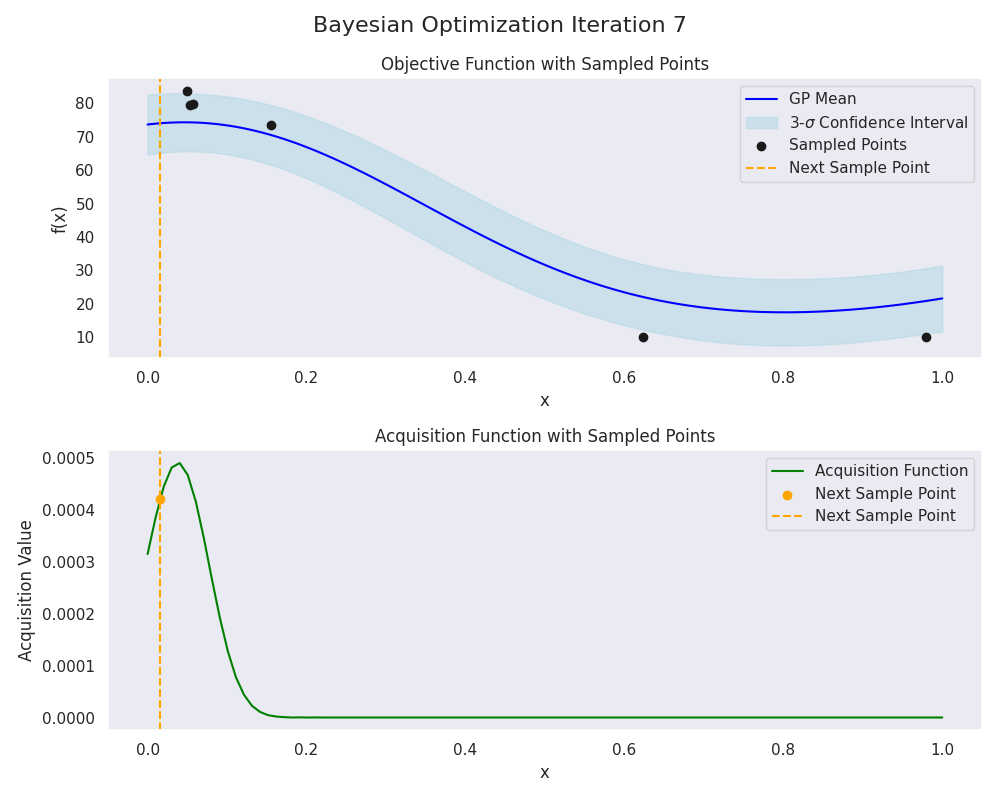 Bayesian Optimization Iteration 7
Objective Function with Sampled Points
GP Mean
3-σ Confidence Interval
Sampled Points
Next Sample Point
f(x)
80
70
60
50
40
30
20
10
0.0 0.2 0.4 0.6 0.8 1.0
x
Acquisition Function with Sampled Points
Acquisition Function
Next Sample Point
Next Sample Point
Acquisition Value
0.0005
0.0004
0.0003
0.0002
0.0001
0.0000
0.0 0.2 0.4 0.6 0.8 1.0
x